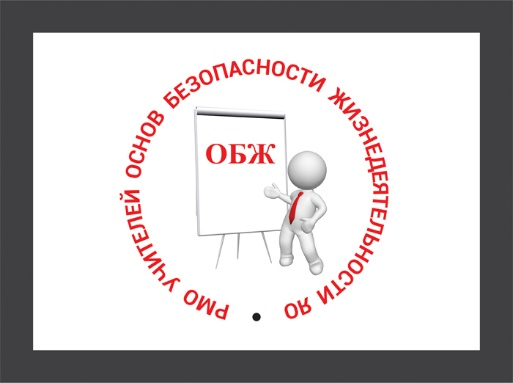 РМО УЧИТЕЛЕЙ ОСНОВ БЕЗОПАСНОСТИ ЖИЗНЕДЕЯТЕЛЬНОСТИ ЯО
ОБЖ